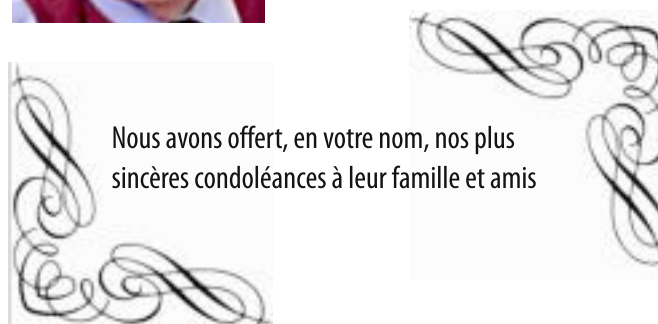 Nous avons offert, en votre nom, nos plus
sincères condoléances à leur famille et amis